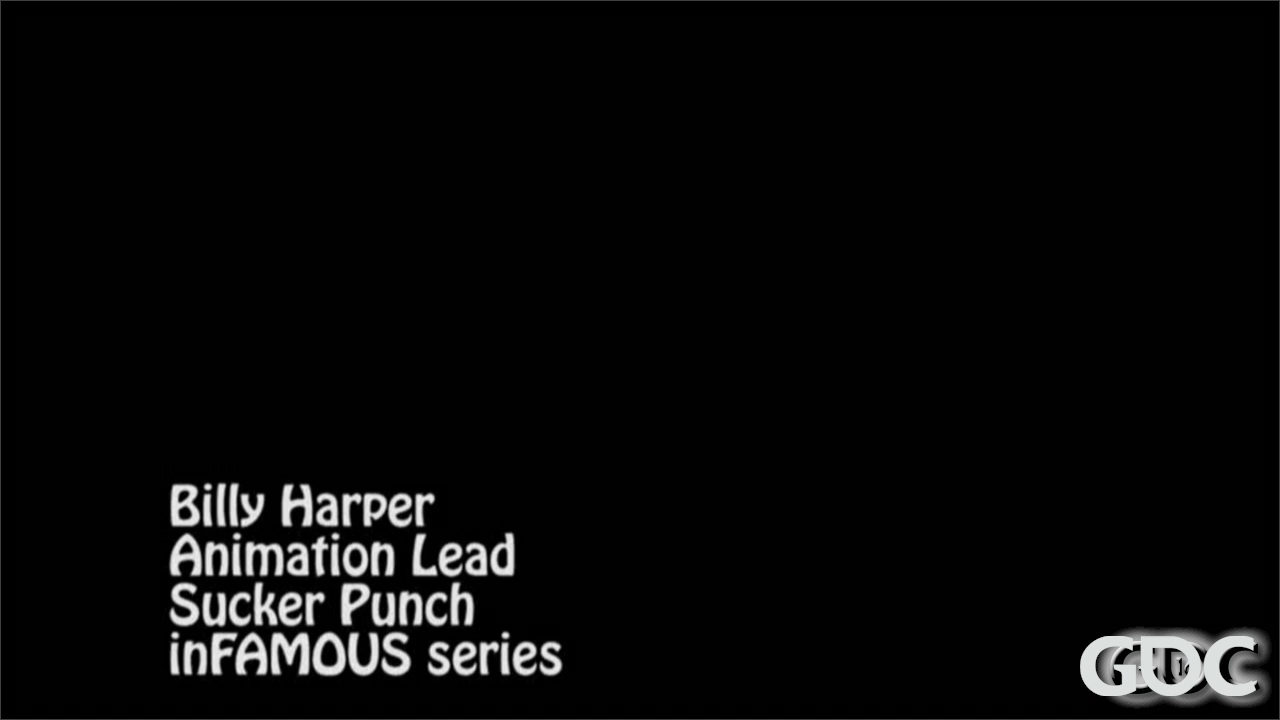 Billy Harper
Animation Lead
Sucker Punch
inFAMOUS series
GDC